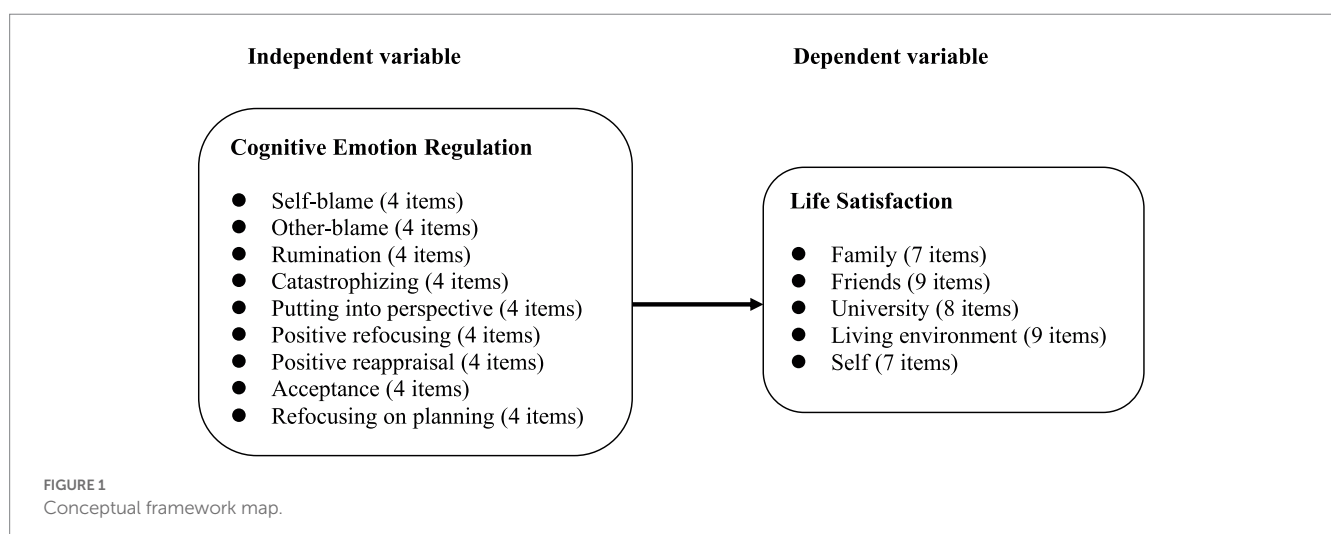 Independent variable
Dependent variable
Cognitive Emotion Regulation
● Self-blame (4 items)
● Other-blame (4 items)
● Rumination (4 items)
● Catastrophizing (4 items)
● Putting into perspective (4 items)
● Positive refocusing (4 items)
● Positive reappraisal (4 items)
● Acceptance (4 items)
● Refocusing on planning (4 items)
Life Satisfaction
● Family (7 items)
● Friends (9 items)
● University (8 items)
● Living environment (9 items)
● Self (7 items)
FIGURE 1
Conceptual framework map.